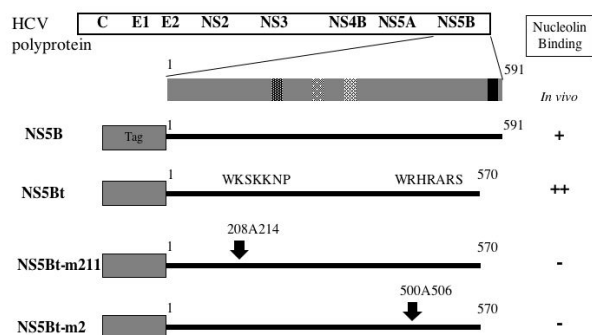 HCV polyprotein
C E1 E2 NS2 NS3 NS4B NS5A NS5B
Nucleolin Binding
1 591
In vivo
NS5B Tag 1 591 +
NS5Bt 1 WKSKKNP WRHRARS 570 ++
208A214
NS5Bt-m211 1 570 -
500A506
NS5Bt-m2 1 570 -